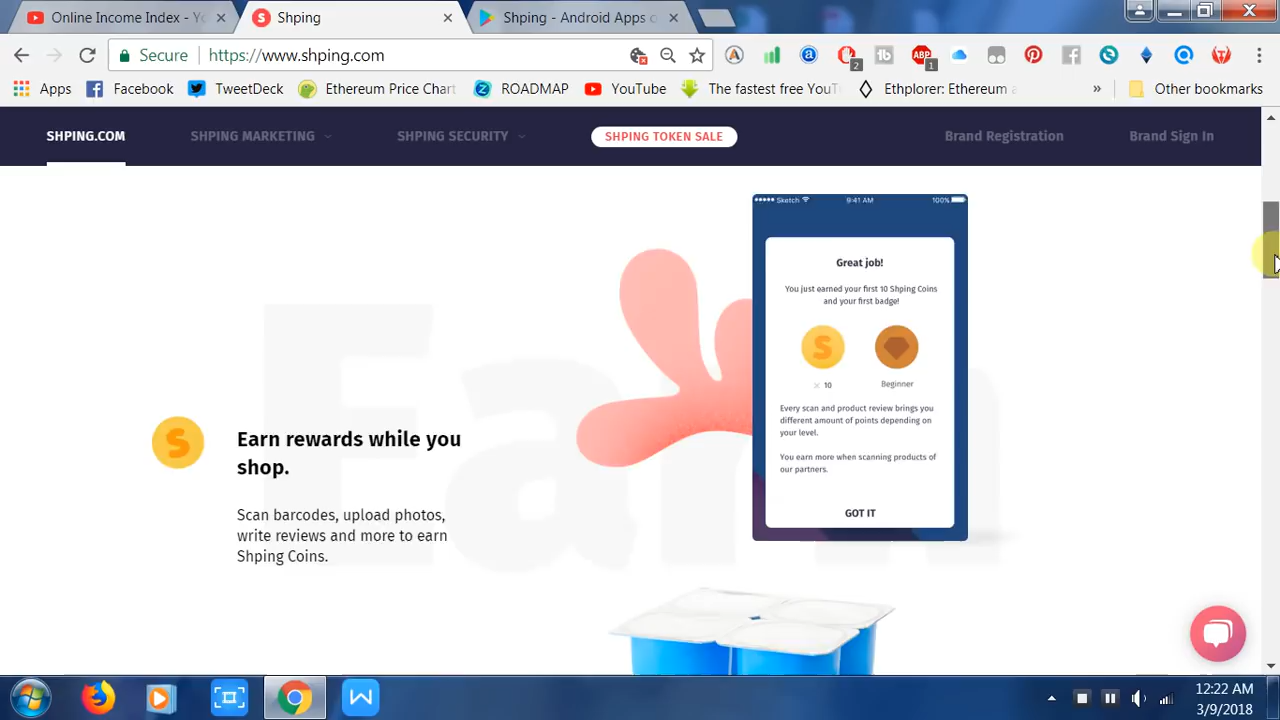 Online Income Index - Y
Shping
Shping - Android Apps o
Secure
https://www.shping.com
2
ABP
1
Apps
Facebook
TweetDeck
Ethereum Price Chart
ROADMAP
YouTube
The fastest free YouT
Ethplorer: Ethereum a
»
Other bookmarks
SHPING.COM
SHPING MARKETING
SHPING SECURITY
SHPING TOKEN SALE
Brand Registration
Brand Sign In
Earn
Sketch
9:41 AM
100%
Great job!
You just earned your first 10 Shping Coins
and your first badge!
S
× 10
Beginner
Every scan and product review brings you
different amount of points depending on
your level.
You earn more when scanning products of
our partners.
GOT IT
S
Earn rewards while you
shop.
Scan barcodes, upload photos,
write reviews and more to earn
Shping Coins.
12:22 AM
3/9/2018